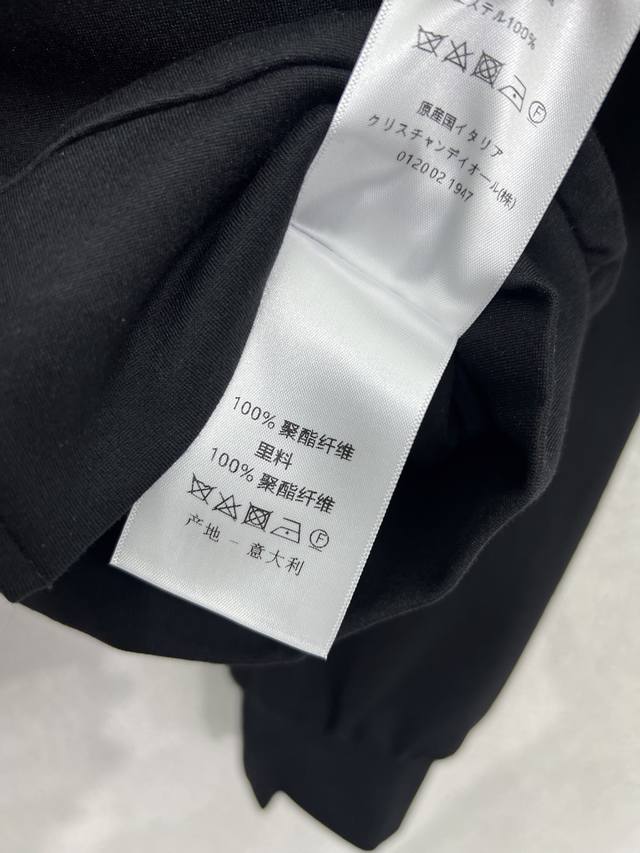 ステル100%
原産国イタリア
クリスチャンディオール(株)
0120 02 1947
100% 聚酯纤维
里料
100% 聚酯纤维
产地 – 意大利